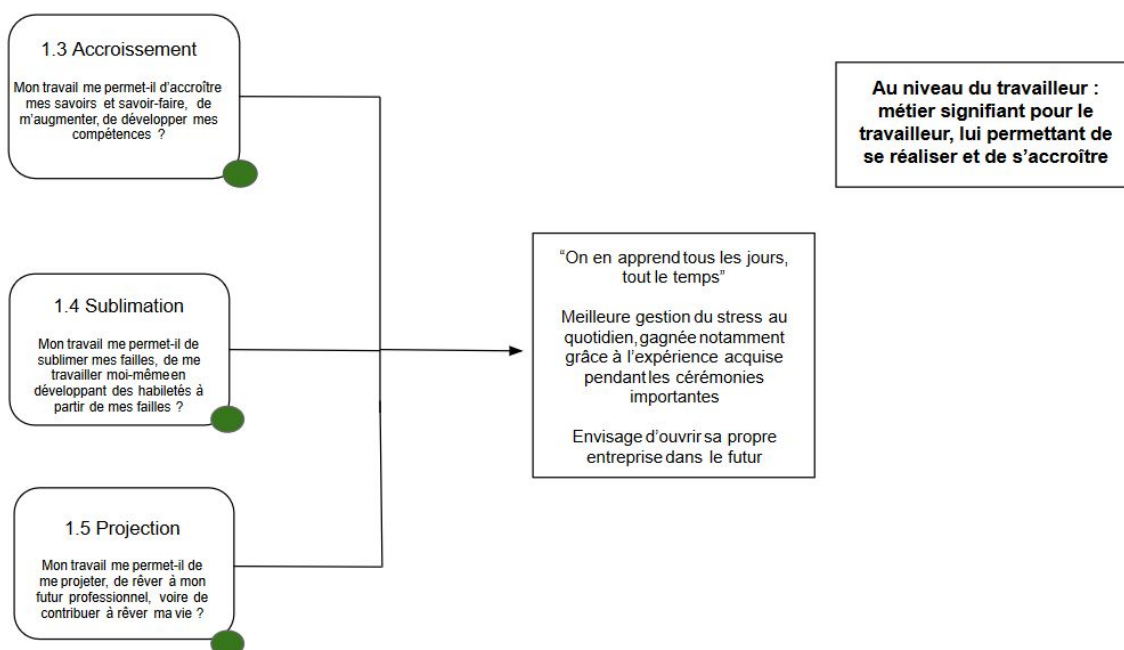 1.3 Accroissement
Mon travail me permet-il d'accroître
mes savoirs et savoir-faire, de
m'augmenter, de développer mes
compétences ?
Au niveau du travailleur :
métier signifiant pour le
travailleur, lui permettant de
se réaliser et de s'accroître
1.4 Sublimation
Mon travail me permet-il de
sublimer mes failles, de me
travailler moi-même en
développant des habiletés à
partir de mes failles ?
"On en apprend tous les jours,
tout le temps"
Meilleure gestion du stress au
quotidien, gagnée notamment
grâce à l'expérience acquise
pendant les cérémonies
importantes
Envisage d'ouvrir sa propre
entreprise dans le futur
1.5 Projection
Mon travail me permet-il de
me projeter, de rêver à mon
futur professionnel, voire de
contribuer à rêver ma vie ?